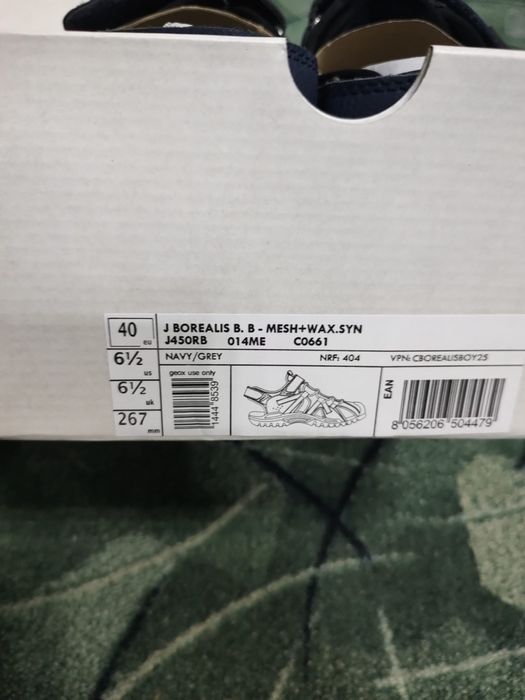 40 eu
J BOREALIS B. B - MESH+WAX.SYN
J450RB 014ME C0661
6½ us
NAVY/GREY NRF: 404 VPN: CBOREALISBOY25
6½ uk
geox use only
1444 8539
EAN
8 056206 504479
267 mm